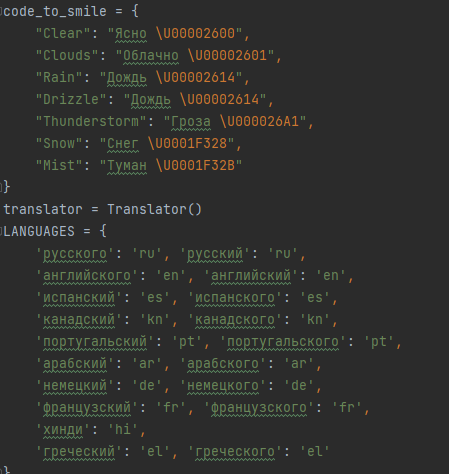 code_to_smile = {
"Clear": "Ясно \U00002600",
"Clouds": "Облачно \U00002601",
"Rain": "Дождь \U00002614",
"Drizzle": "Дождь \U00002614",
"Thunderstorm": "Гроза \U000026A1",
"Snow": "Снег \U0001F328",
"Mist": "Туман \U0001F32B"
}
translator = Translator()
LANGUAGES = {
'русского': 'ru', 'русский': 'ru',
'английского': 'en', 'английский': 'en',
'испанский': 'es', 'испанского': 'es',
'канадский': 'kn', 'канадского': 'kn',
'португальский': 'pt', 'португальского': 'pt',
'арабский': 'ar', 'арабского': 'ar',
'немецкий': 'de', 'немецкого': 'de',
'французский': 'fr', 'французского': 'fr',
'хинди': 'hi',
'греческий': 'el', 'греческого': 'el'
}